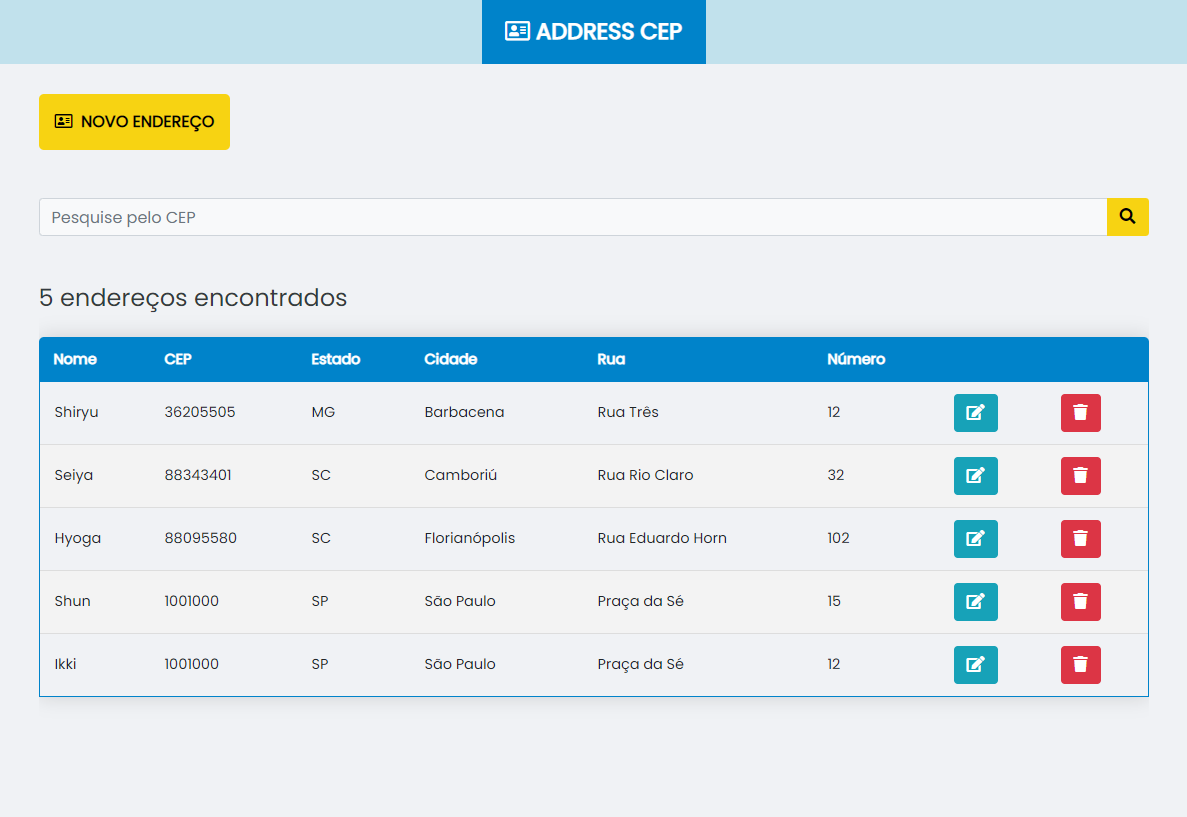 ADDRESS CEP
NOVO ENDEREÇO
Pesquise pelo CEP
5 endereços encontrados
Nome CEP Estado Cidade Rua Número
Shiryu 36205505 MG Barbacena Rua Três 12
Seiya 88343401 SC Camboriú Rua Rio Claro 32
Hyoga 88095580 SC Florianópolis Rua Eduardo Horn 102
Shun 1001000 SP São Paulo Praça da Sé 15
Ikki 1001000 SP São Paulo Praça da Sé 12